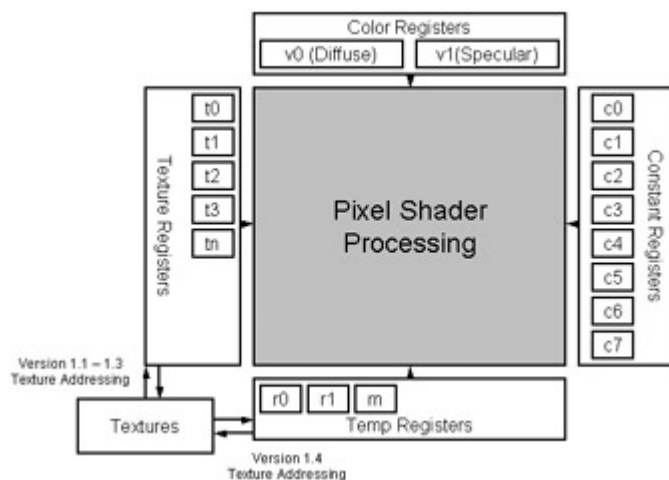 Color Registers
v0 (Diffuse)
v1(Specular)
Texture Registers
t0
t1
t2
t3
tn
Pixel Shader
Processing
c0
c1
c2
c3
c4
c5
c6
c7
Constant Registers
Version 1.1 – 1.3
Texture Addressing
Textures
r0
r1
rn
Temp Registers
Version 1.4
Texture Addressing